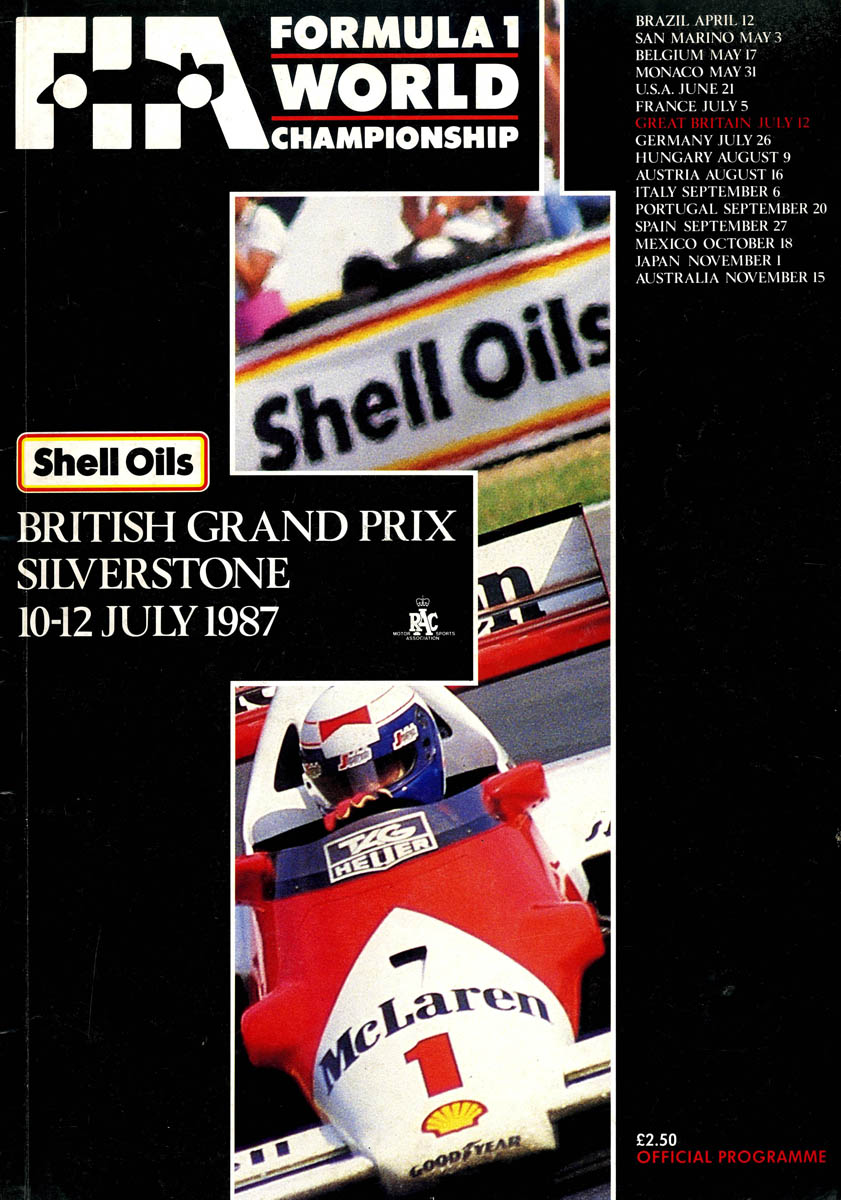 FIA
FORMULA 1
WORLD
CHAMPIONSHIP
BRAZIL APRIL 12
SAN MARINO MAY 3
BELGIUM MAY 17
MONACO MAY 31
U.S.A. JUNE 21
FRANCE JULY 5
GREAT BRITAIN JULY 12
GERMANY JULY 26
HUNGARY AUGUST 9
AUSTRIA AUGUST 16
ITALY SEPTEMBER 6
PORTUGAL SEPTEMBER 20
SPAIN SEPTEMBER 27
MEXICO OCTOBER 18
JAPAN NOVEMBER 1
AUSTRALIA NOVEMBER 15
Shell Oils
Shell Oils
BRITISH GRAND PRIX
SILVERSTONE
10-12 JULY 1987
RAC
MOTOR SPORTS
ASSOCIATION
en
TAG
HEUER
7
McLaren
1
GOODYEAR
£2.50
OFFICIAL PROGRAMME